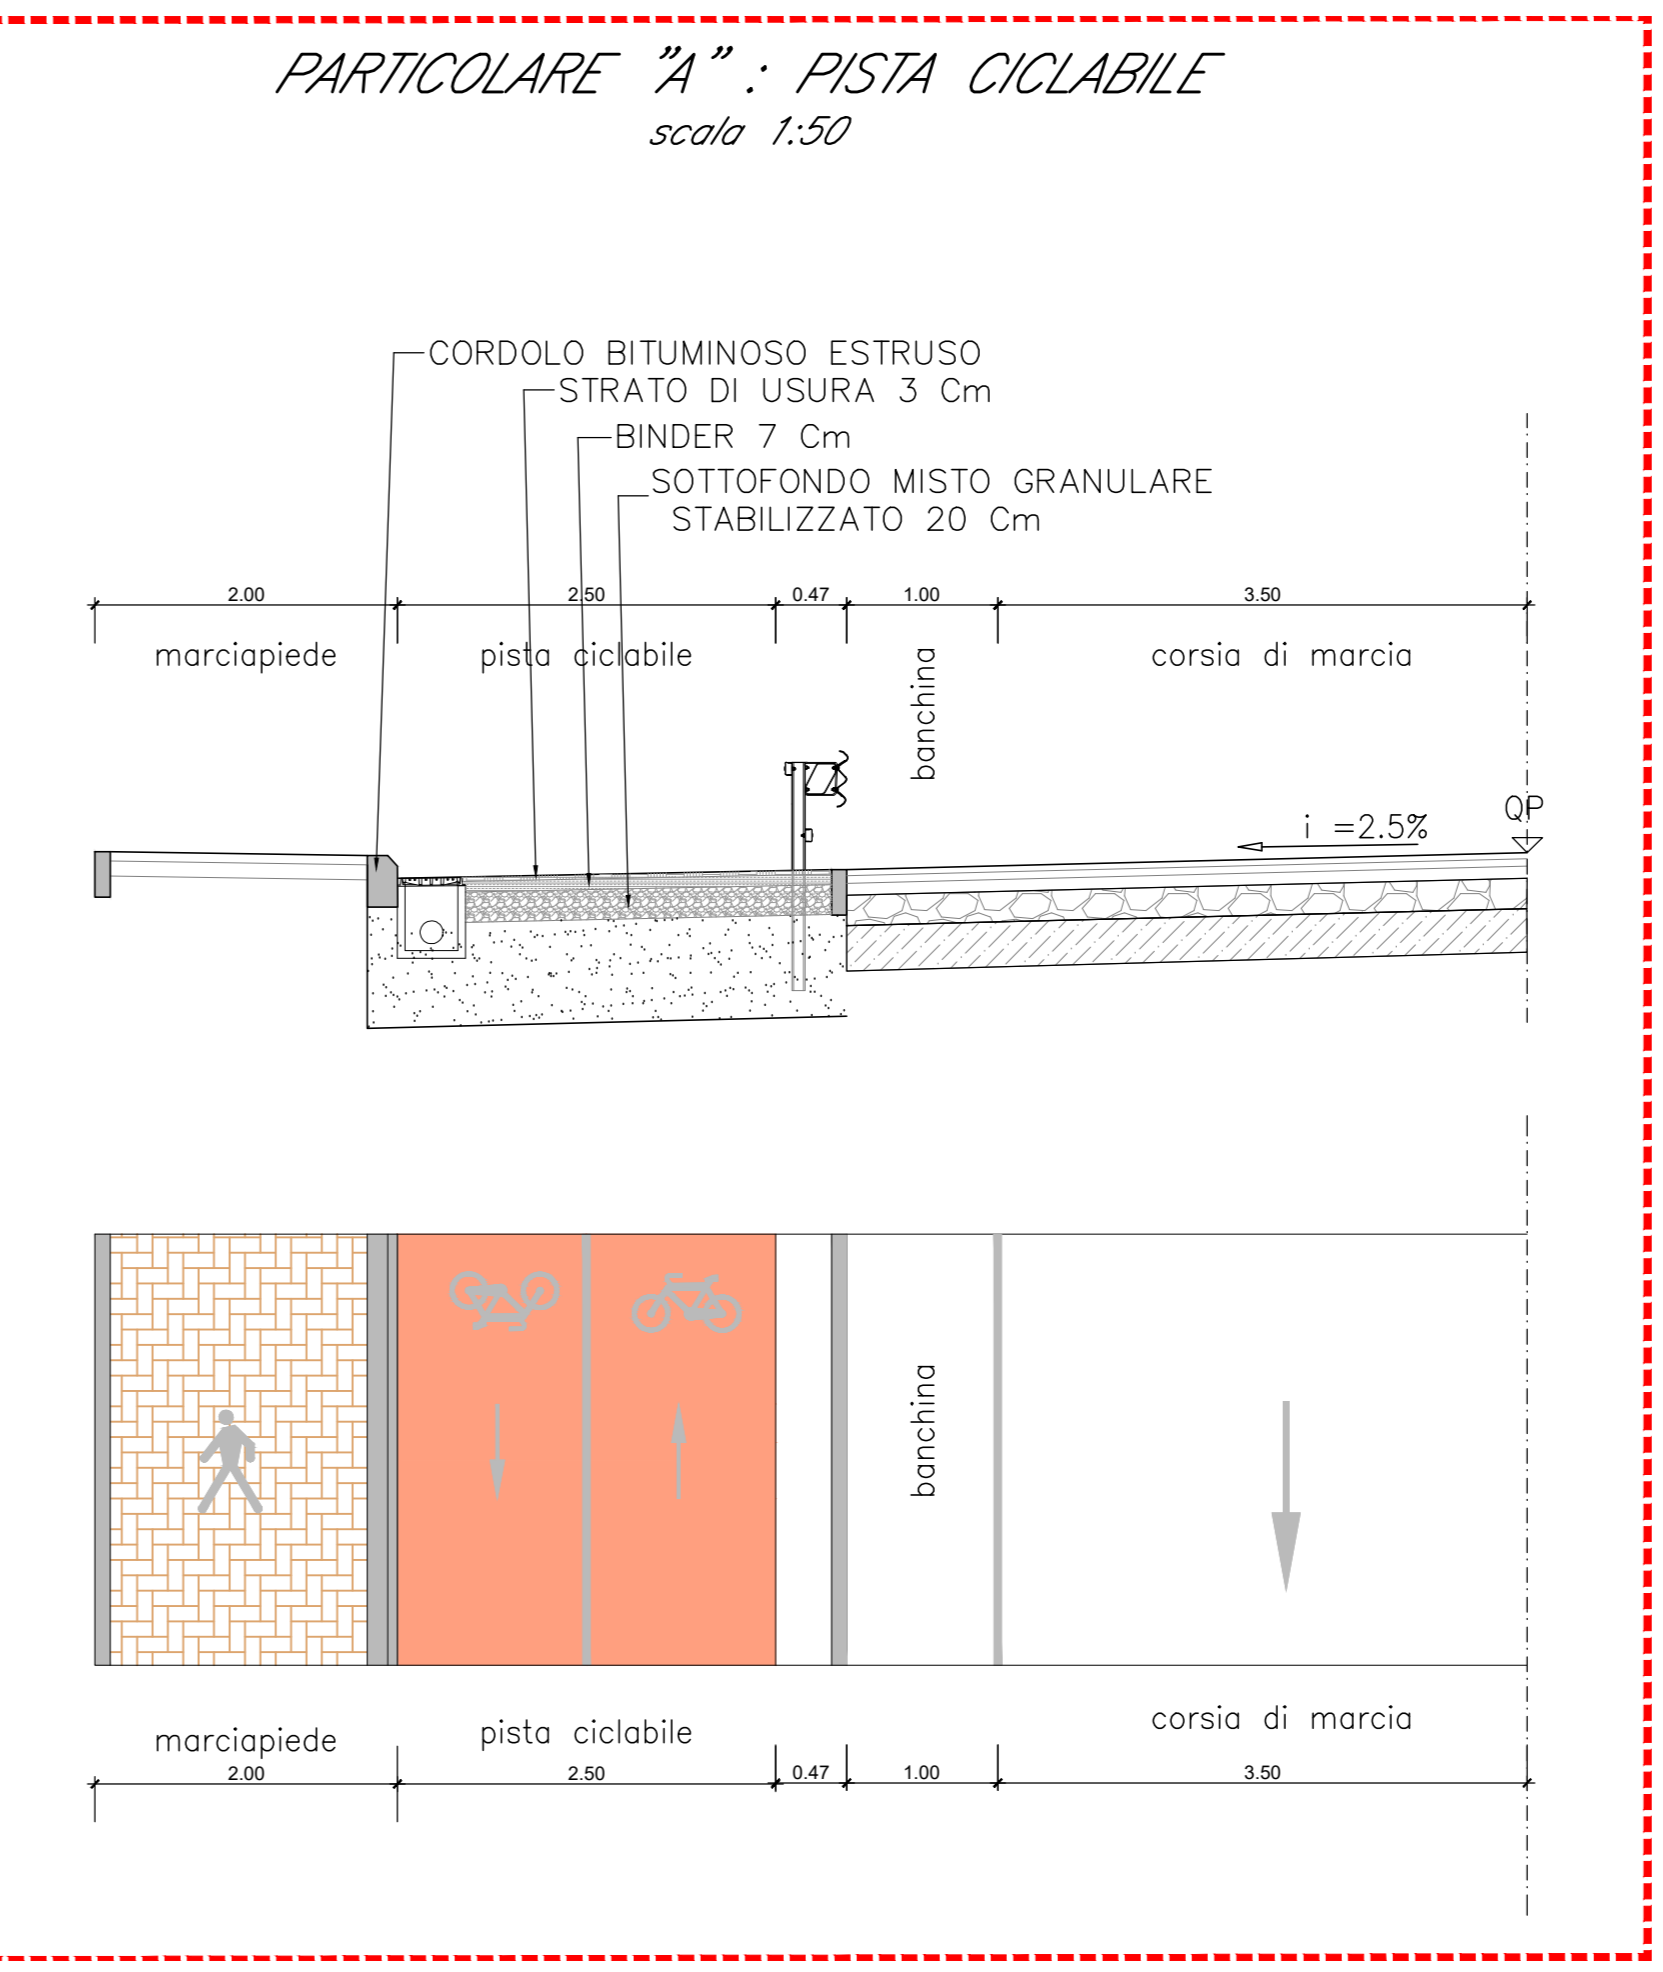 PARTICOLARE "A" : PISTA CICLABILE
scala 1:50
CORDOLO BITUMINOSO ESTRUSO
STRATO DI USURA 3 Cm
BINDER 7 Cm
SOTTOFONDO MISTO GRANULARE
STABILIZZATO 20 Cm
2.00 2.50 0.47 1.00 3.50
marciapiede pista ciclabile corsia di marcia
banchina
QP
i =2.5%
banchina
marciapiede pista ciclabile corsia di marcia
2.00 2.50 0.47 1.00 3.50